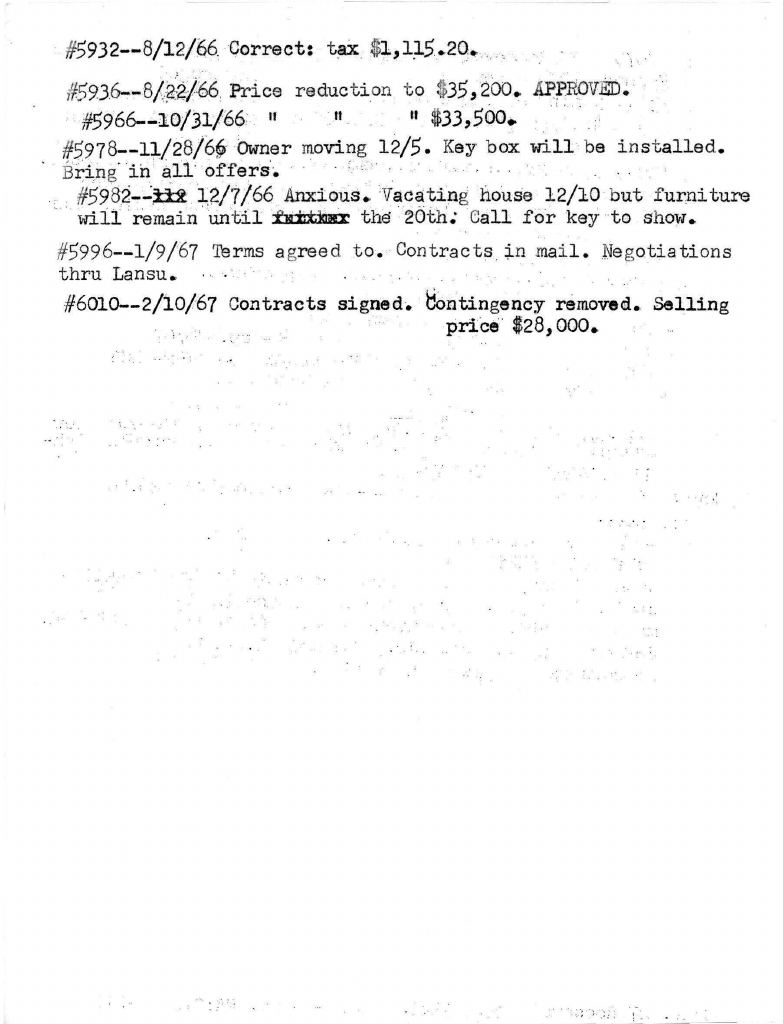 #5932--8/12/66 Correct: tax $1,115.20.
#5936--8/22/66 Price reduction to $35,200. APPROVED.
#5966--10/31/66 " " " $33,500.
#5978--11/28/66 Owner moving 12/5. Key box will be installed.
Bring in all offers.
#5982-- 12/7/66 Anxious. Vacating house 12/10 but furniture
will remain until the 20th. Call for key to show.
#5996--1/9/67 Terms agreed to. Contracts in mail. Negotiations
thru Lansu.
#6010--2/10/67 Contracts signed. Contingency removed. Selling
price $28,000.